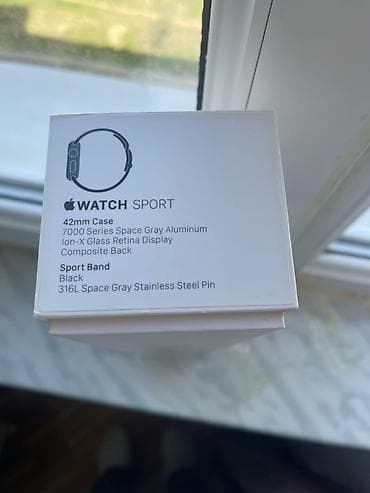 WATCH SPORT
42mm Case
7000 Series Space Gray Aluminum
Ion-X Glass Retina Display
Composite Back
Sport Band
Black
316L Space Gray Stainless Steel Pin